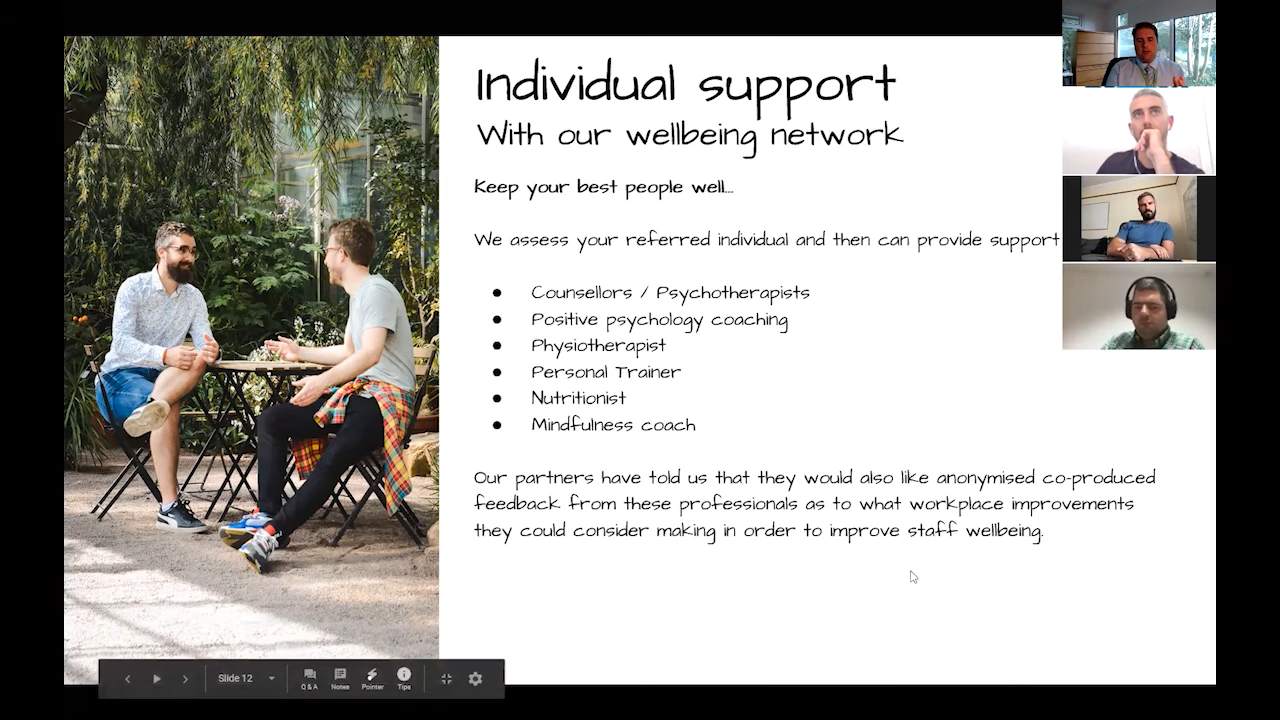 Individual support
With our wellbeing network
Keep your best people well...
We assess your referred individual and then can provide support
Counsellors / Psychotherapists
Positive psychology coaching
Physiotherapist
Personal Trainer
Nutritionist
Mindfulness coach
Our partners have told us that they would also like anonymised co-produced
feedback from these professionals as to what workplace improvements
they could consider making in order to improve staff wellbeing.
Slide 12
Q & A
Notes
Pointer
Tips